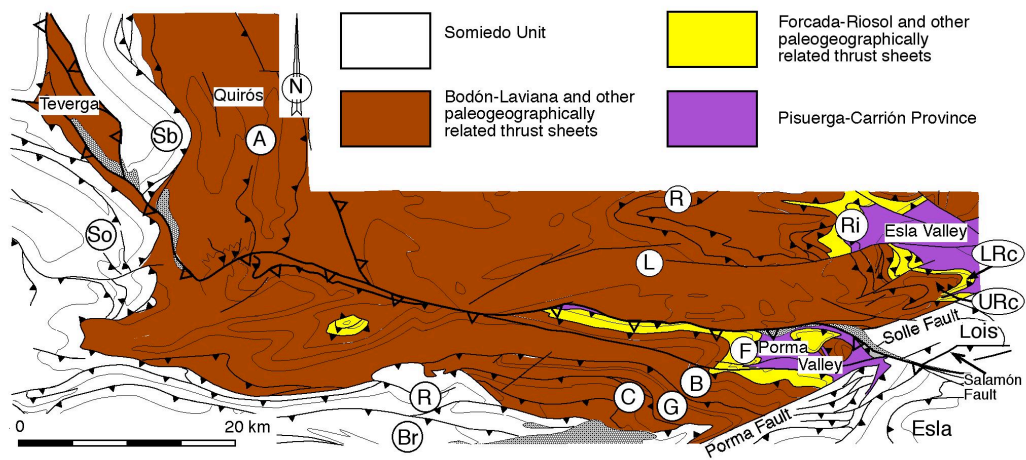 Somiedo Unit
Bodón-Laviana and other
paleogeographically
related thrust sheets
Forcada-Riosol and other
paleogeographically
related thrust sheets
Pisuerga-Carrión Province
N
Teverga
Quirós
Sb
A
So
R
Ri
Esla Valley
L
LRc
URc
Solle Fault
Lois
F
Porma
Valley
Salamón
Fault
B
C
G
R
Br
Porma Fault
Esla
0
20 km